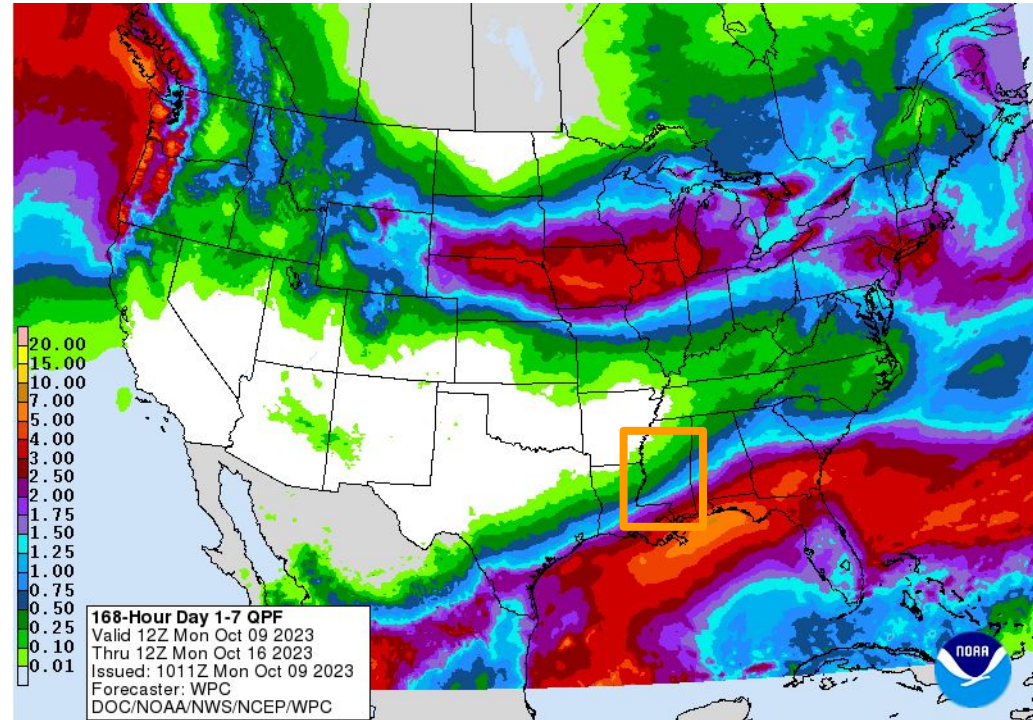 20.00
15.00
10.00
7.00
5.00
4.00
3.00
2.50
2.00
1.75
1.50
1.25
1.00
0.75
0.50
0.25
0.10
0.01
168-Hour Day 1-7 QPF
Valid 12Z Mon Oct 09 2023
Thru 12Z Mon Oct 16 2023
Issued: 1011Z Mon Oct 09 2023
Forecaster: WPC
DOC/NOAA/NWS/NCEP/WPC
NOAA